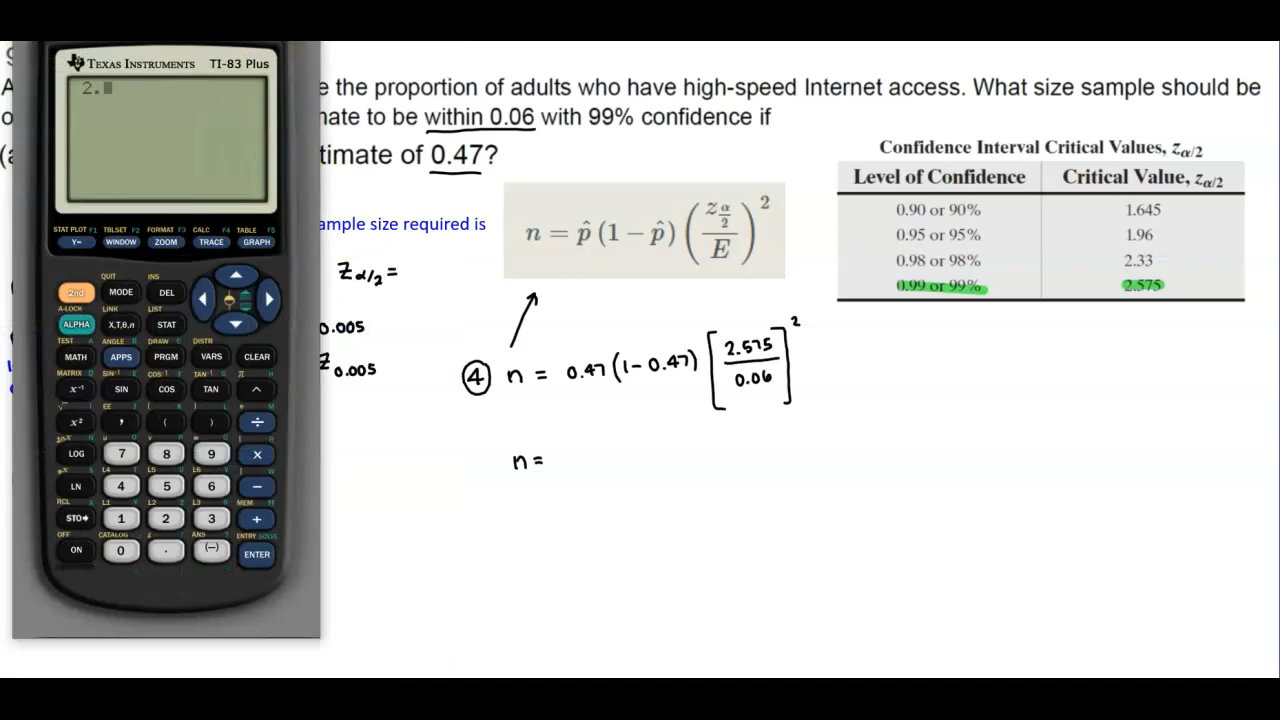 TEXAS INSTRUMENTS TI-83 Plus
2.
e the proportion of adults who have high-speed Internet access. What size sample should be
nate to be within 0.06 with 99% confidence if
timate of 0.47?
ample size required is
n = p̂ (1 − p̂) (z α/2 / E)²
Confidence Interval Critical Values, zα/2
Level of Confidence Critical Value, zα/2
0.90 or 90% 1.645
0.95 or 95% 1.96
0.98 or 98% 2.33
0.99 or 99% 2.575
Zα/2 =
0.005
Z0.005
④ n = 0.47 (1 − 0.47) [2.575 / 0.06]²
n =
STAT PLOT F1 TBLSET F2 FORMAT F3 CALC F4 TABLE F5
Y= WINDOW ZOOM TRACE GRAPH
QUIT INS
2nd MODE DEL
A-LOCK LINK LIST
ALPHA X,T,θ,n STAT
TEST A ANGLE B DRAW C DISTR
MATH APPS PRGM VARS CLEAR
MATRIX D SIN⁻¹ E COS⁻¹ F TAN⁻¹ G π H
x⁻¹ SIN COS TAN ^
√ I EE J { K } L e M
x² , ( ) ÷
10ˣ N u O v P w Q [ R
LOG 7 8 9 ×
eˣ S L4 T L5 U L6 V ] W
LN 4 5 6 −
RCL X L1 Y L2 Z L3 θ MEM "
STO➔ 1 2 3 +
OFF CATALOG i : ANS ? ENTRY SOLVE
ON 0 . (−) ENTER